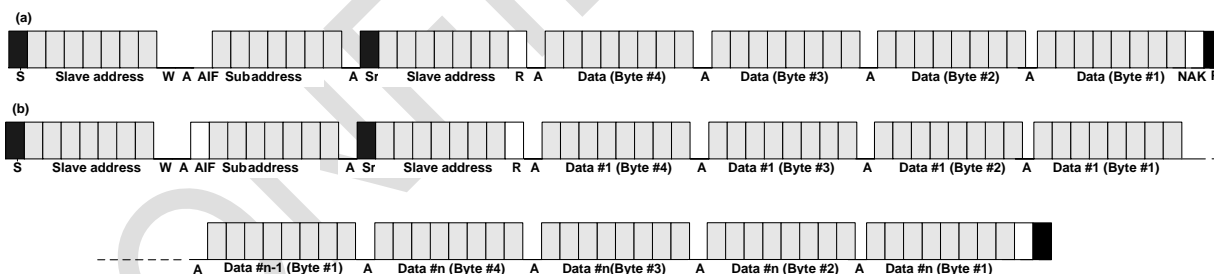 (a)
S Slave address W A AIF Subaddress A Sr Slave address R A Data (Byte #4) A Data (Byte #3) A Data (Byte #2) A Data (Byte #1) NAK
(b)
S Slave address W A AIF Subaddress A Sr Slave address R A Data #1 (Byte #4) A Data #1 (Byte #3) A Data #1 (Byte #2) A Data #1 (Byte #1)
A Data #n-1 (Byte #1) A Data #n (Byte #4) A Data #n(Byte #3) A Data #n (Byte #2) A Data #n (Byte #1)